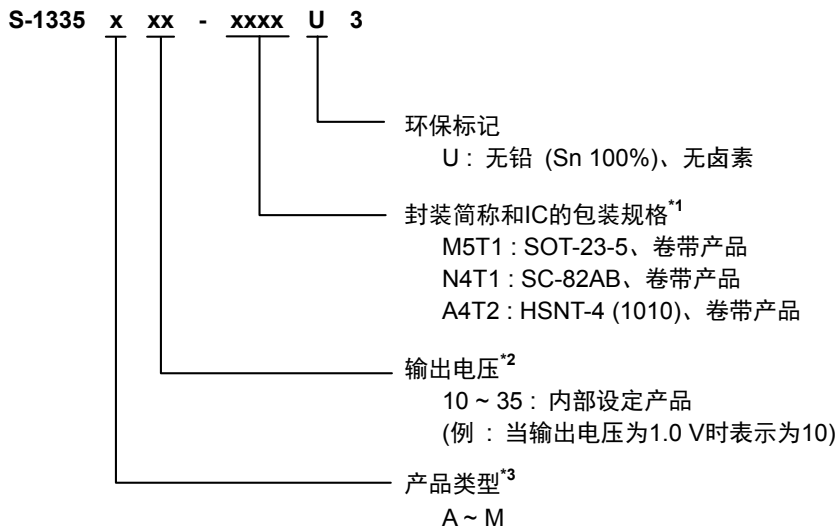 S-1335 x xx - xxxx U 3
环保标记
U : 无铅 (Sn 100%)、无卤素
封装简称和IC的包装规格*1
M5T1 : SOT-23-5、卷带产品
N4T1 : SC-82AB、卷带产品
A4T2 : HSNT-4 (1010)、卷带产品
输出电压*2
10 ~ 35 : 内部设定产品
(例 : 当输出电压为1.0 V时表示为10)
产品类型*3
A ~ M